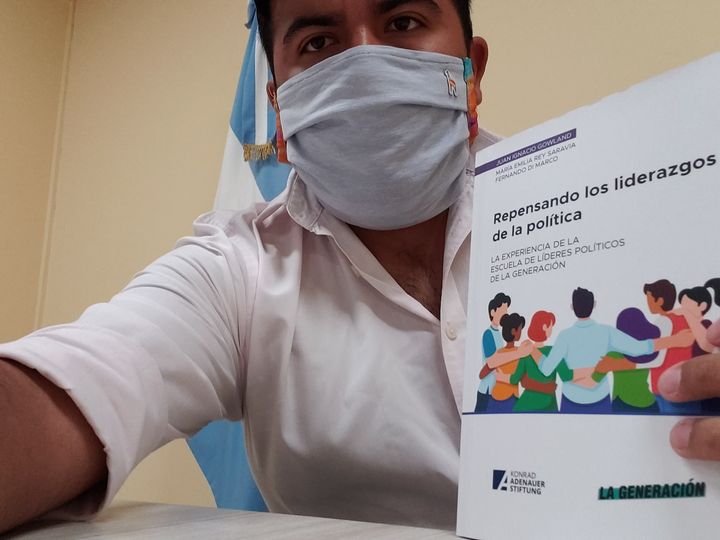 JUAN IGNACIO GOWLAND
MARÍA EMILIA REY SARAVIA
FERNANDO DI MARCO
Repensando los liderazgos
de la política
LA EXPERIENCIA DE LA
ESCUELA DE LÍDERES POLÍTICOS
DE LA GENERACIÓN
KONRAD
ADENAUER
STIFTUNG
LA GENERACIÓN